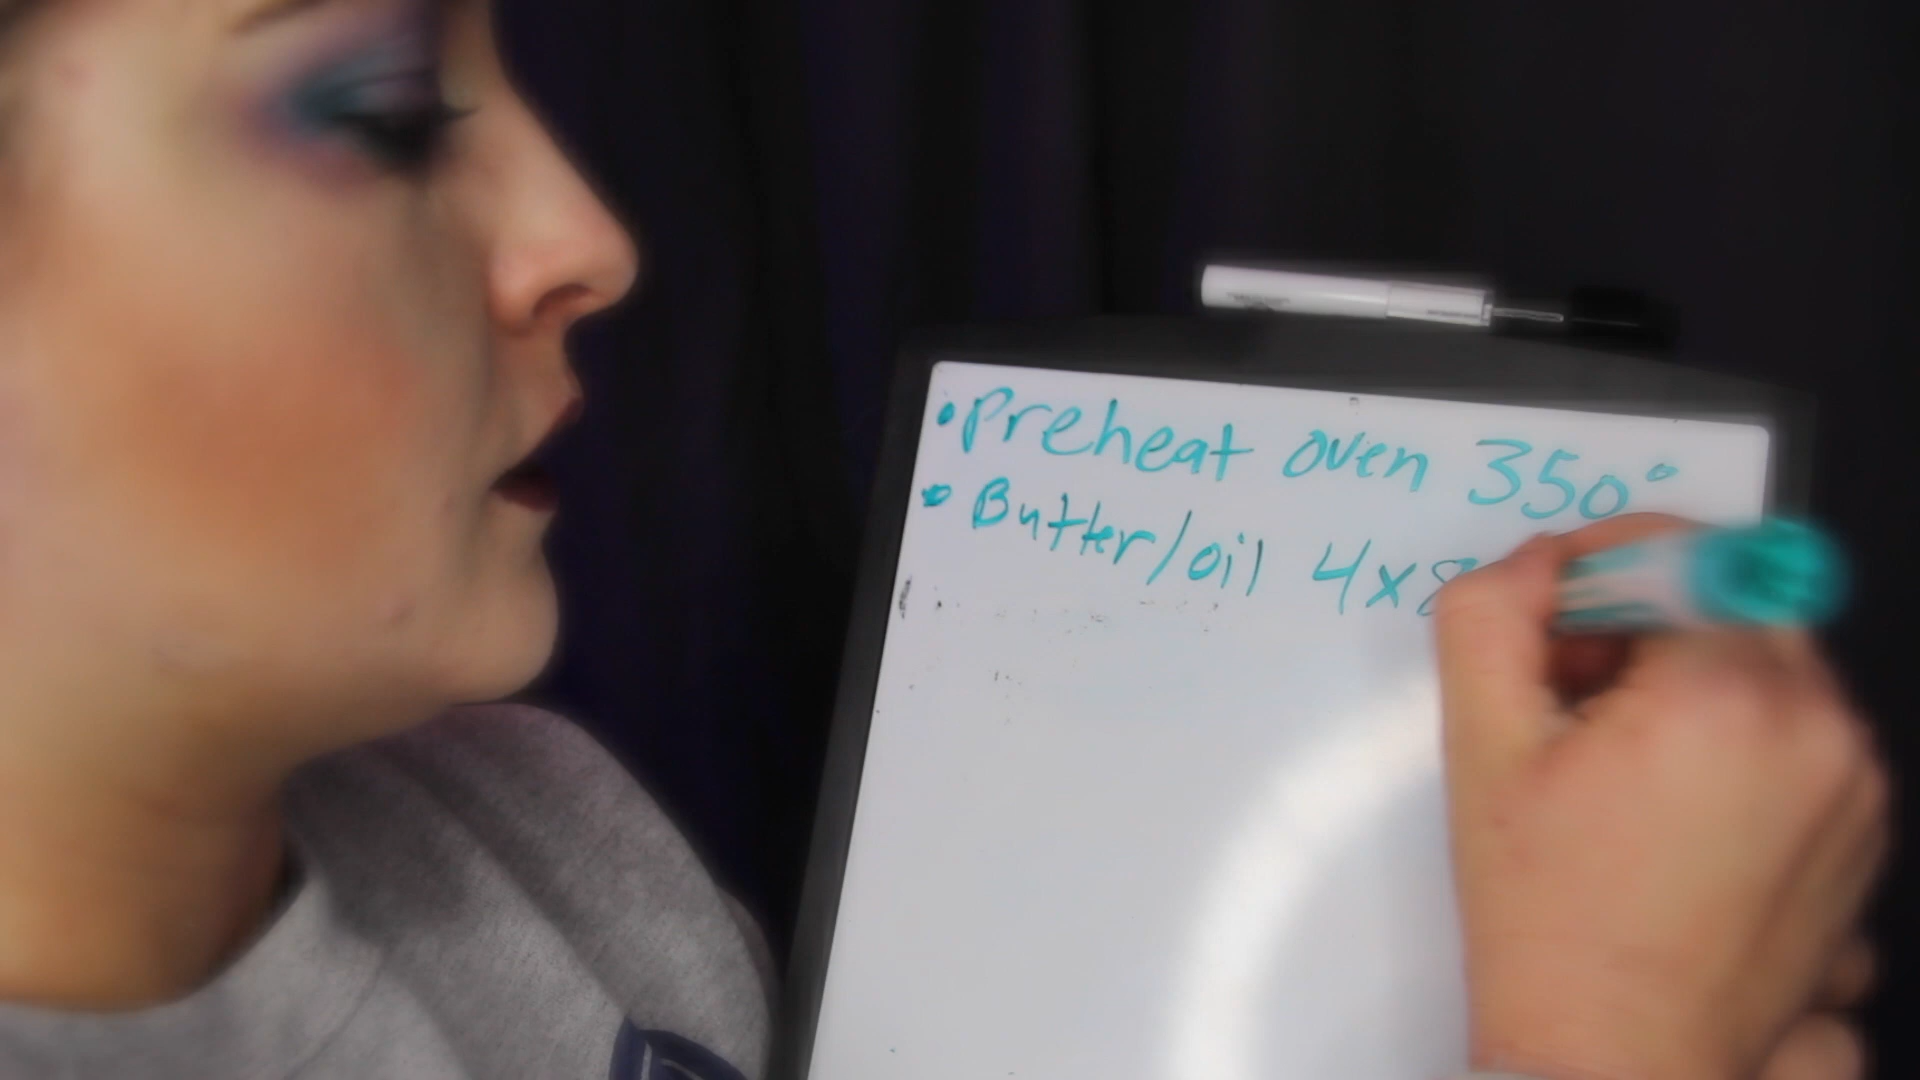 • Preheat oven 350°
• Butter/oil 4x8